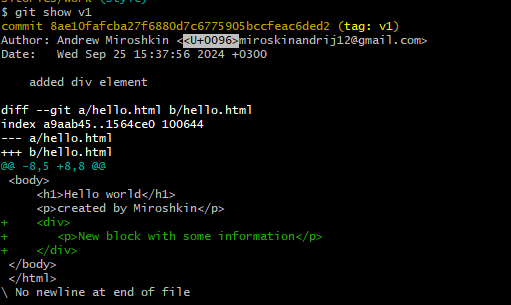 $ git show v1
commit 8ae10fafcba27f6880d7c6775905bccfeac6ded2 (tag: v1)
Author: Andrew Miroshkin <<U+0096>miroskinandrij12@gmail.com>
Date:   Wed Sep 25 15:37:56 2024 +0300

    added div element

diff --git a/hello.html b/hello.html
index a9aab45..1564ce0 100644
--- a/hello.html
+++ b/hello.html
@@ -8,5 +8,8 @@
 <body>
     <h1>Hello world</h1>
     <p>created by Miroshkin</p>
+    <div>
+       <p>New block with some information</p>
+    </div>
 </body>
 </html>
\ No newline at end of file